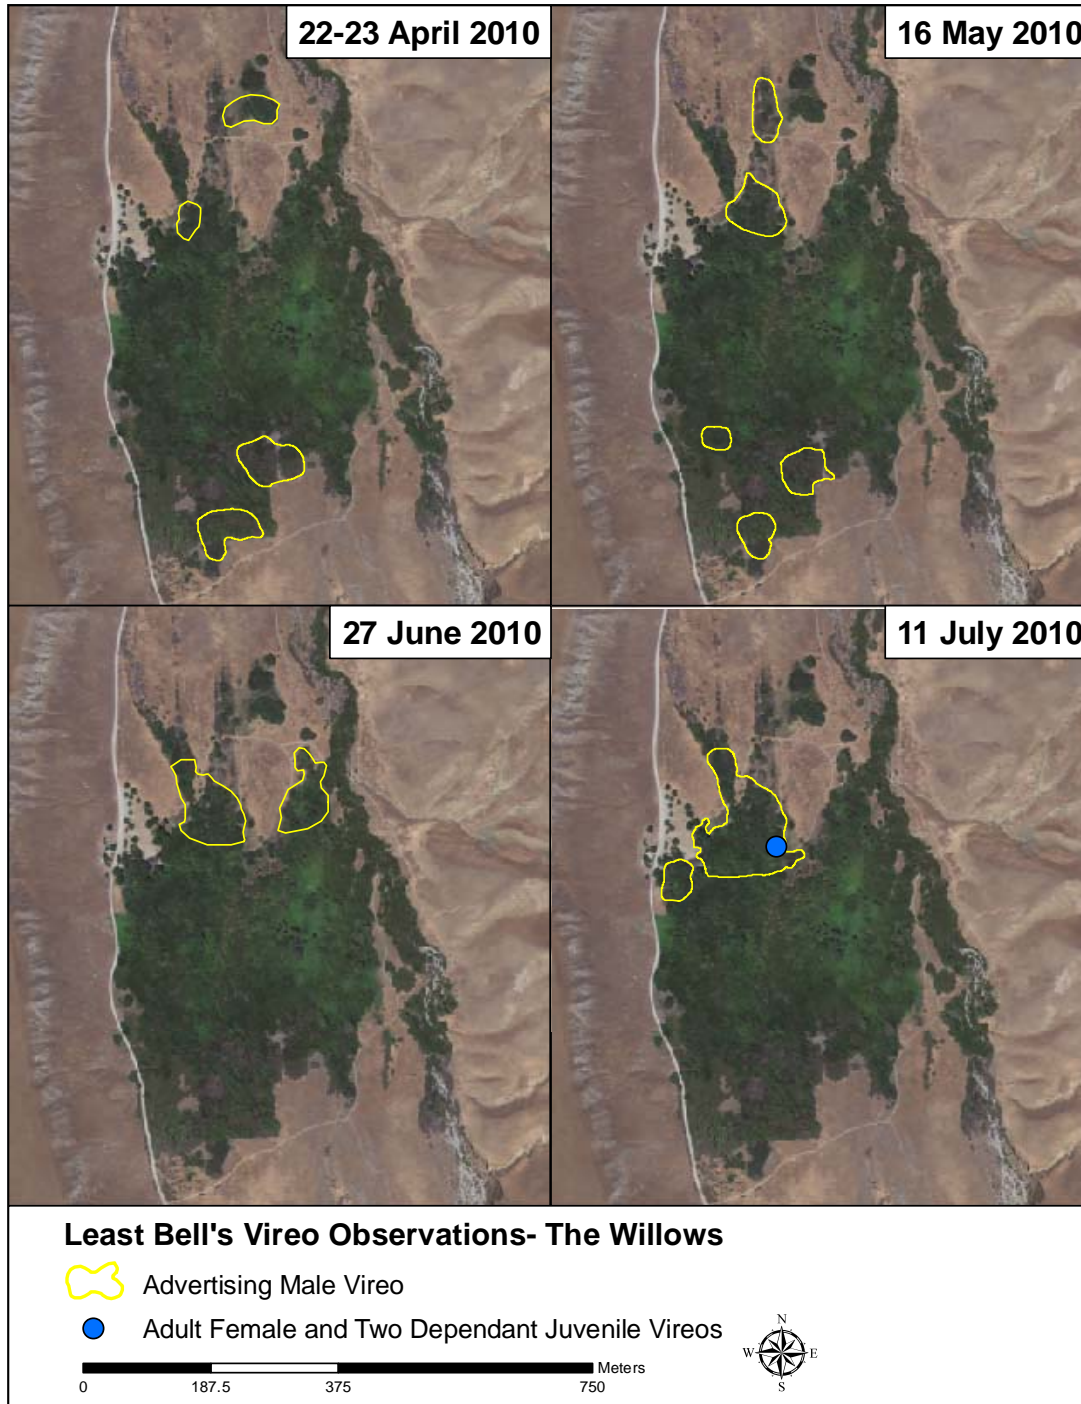 22-23 April 2010
16 May 2010
27 June 2010
11 July 2010
Least Bell's Vireo Observations- The Willows
Advertising Male Vireo
Adult Female and Two Dependant Juvenile Vireos
N
W E
S
Meters
0 187.5 375 750